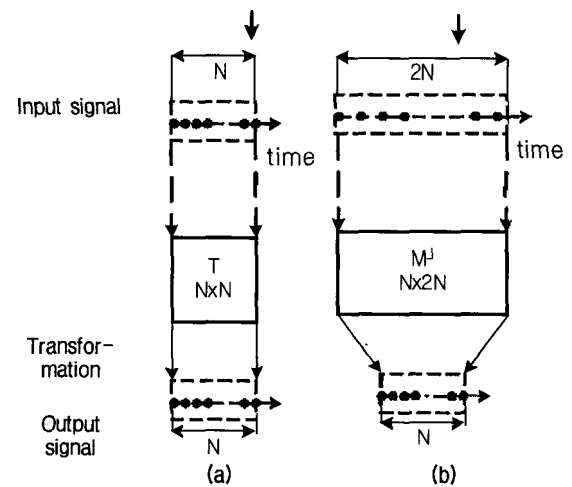 N
2N
Input signal
time
time
T
NxN
M┘
Nx2N
Transfor-
mation
Output
signal
N
N
(a)
(b)